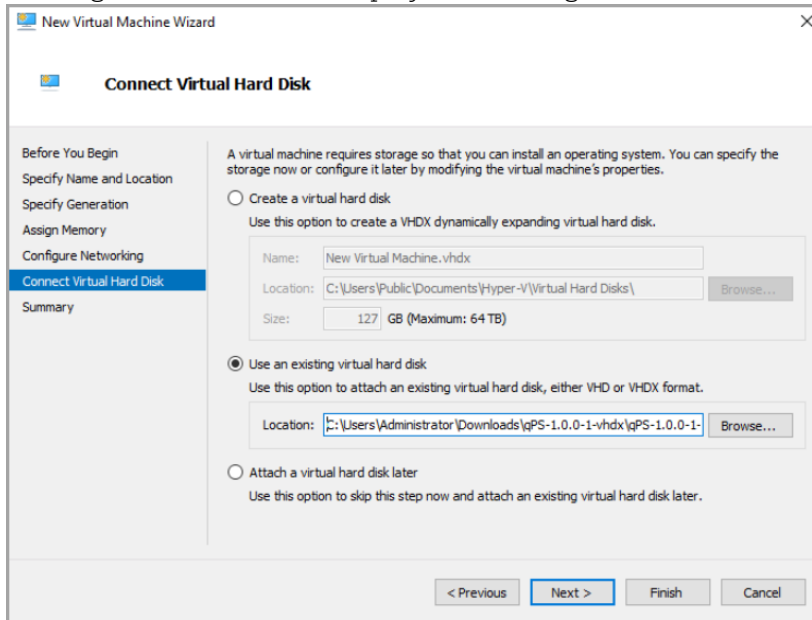 New Virtual Machine Wizard
Connect Virtual Hard Disk
Before You Begin
Specify Name and Location
Specify Generation
Assign Memory
Configure Networking
Connect Virtual Hard Disk
Summary
A virtual machine requires storage so that you can install an operating system. You can specify the
storage now or configure it later by modifying the virtual machine's properties.
Create a virtual hard disk
Use this option to create a VHDX dynamically expanding virtual hard disk.
Name: New Virtual Machine.vhdx
Location: C:\Users\Public\Documents\Hyper-V\Virtual Hard Disks\ Browse...
Size: 127 GB (Maximum: 64 TB)
Use an existing virtual hard disk
Use this option to attach an existing virtual hard disk, either VHD or VHDX format.
Location: C:\Users\Administrator\Downloads\qPS-1.0.0-1-vhdx\qPS-1.0.0-1- Browse...
Attach a virtual hard disk later
Use this option to skip this step now and attach an existing virtual hard disk later.
< Previous Next > Finish Cancel